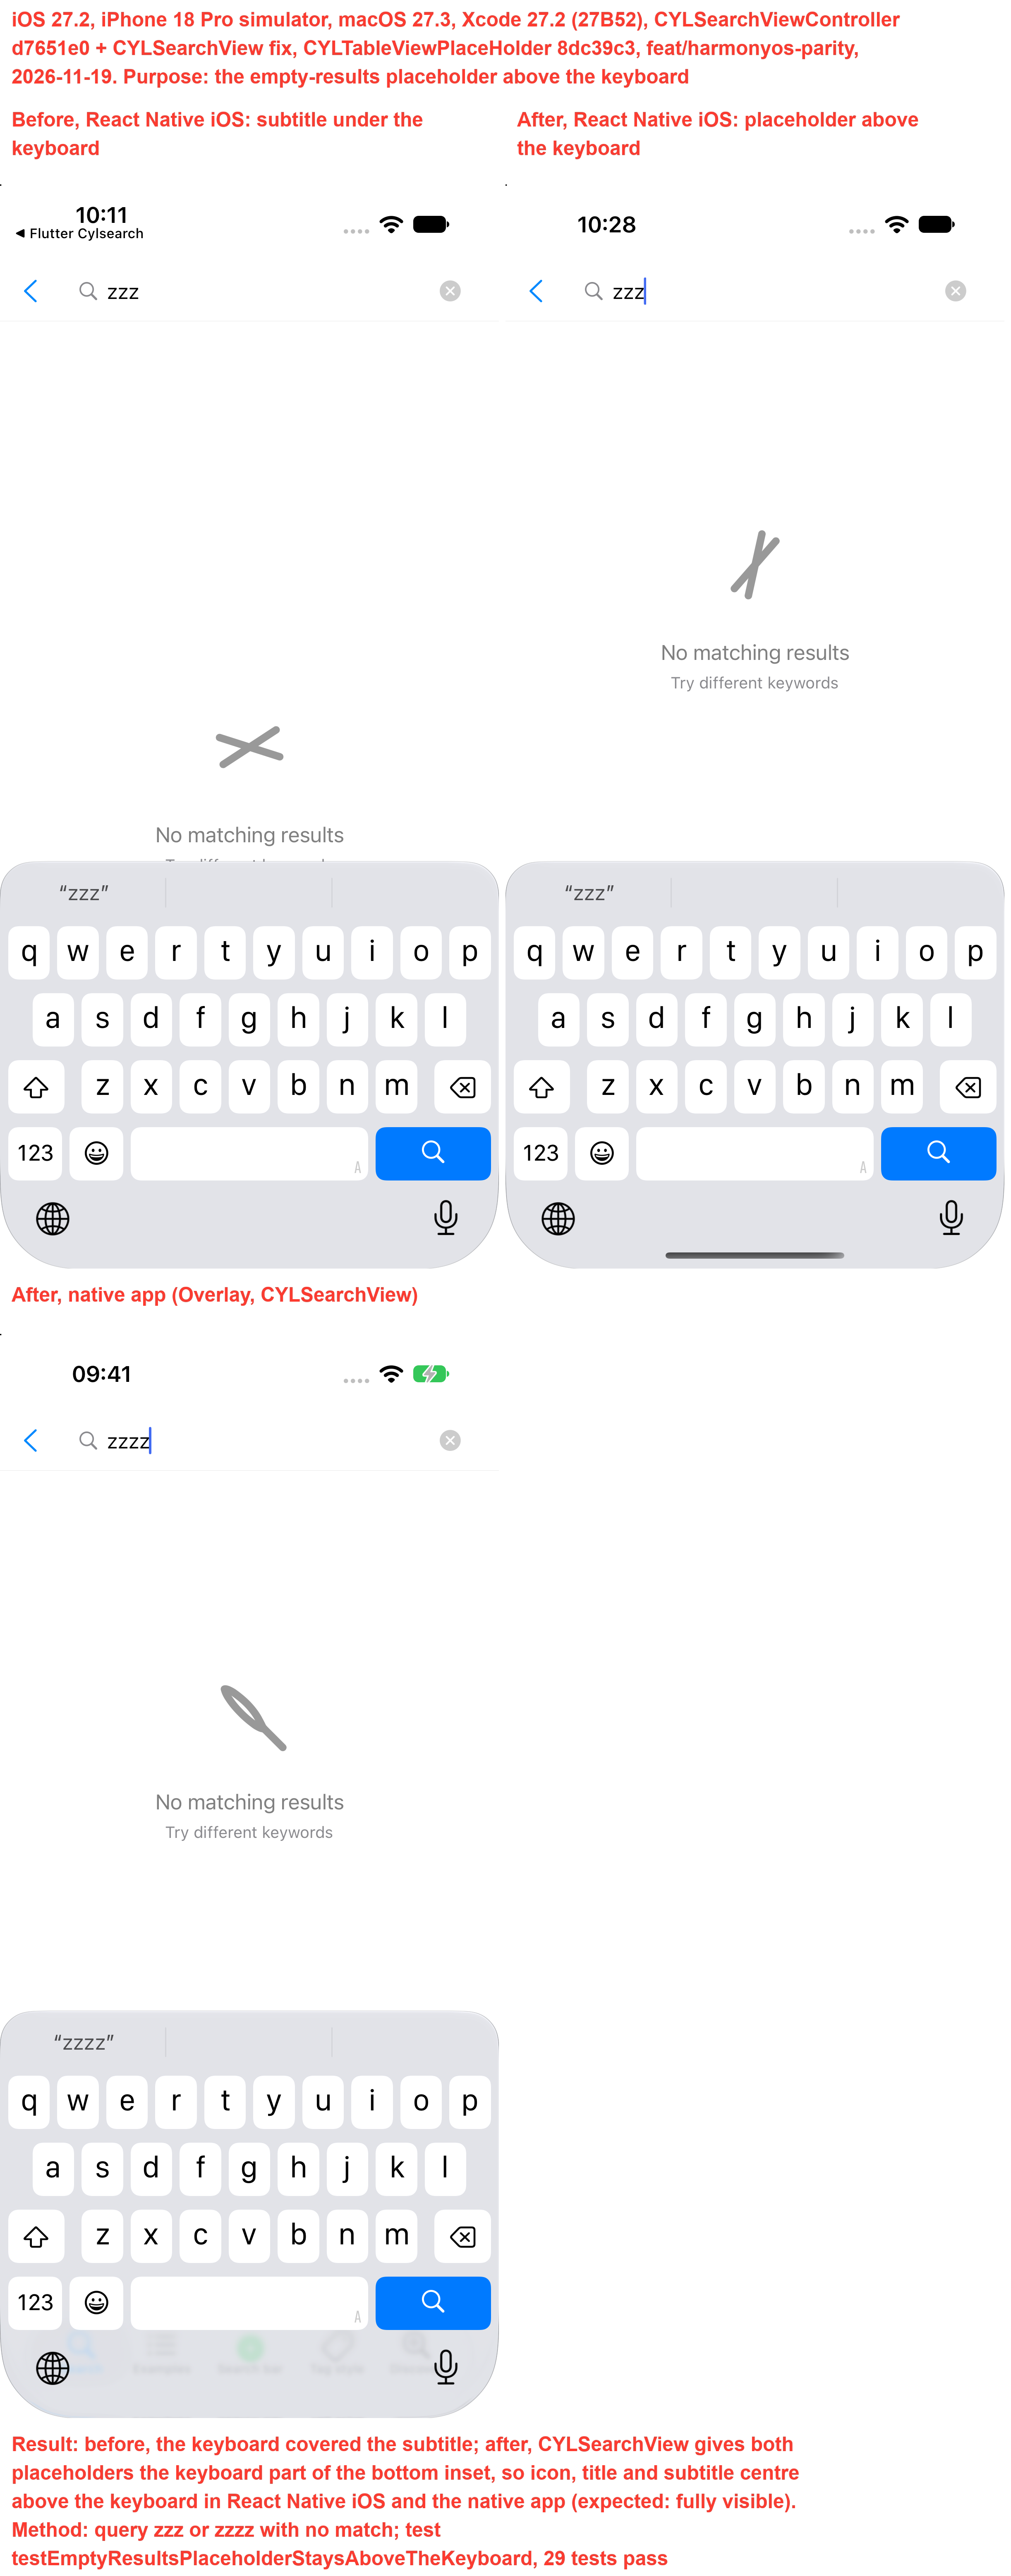 iOS 27.2, iPhone 18 Pro simulator, macOS 27.3, Xcode 27.2 (27B52), CYLSearchViewController
d7651e0 + CYLSearchView fix, CYLTableViewPlaceHolder 8dc39c3, feat/harmonyos-parity,
2026-11-19. Purpose: the empty-results placeholder above the keyboard
Before, React Native iOS: subtitle under the
keyboard
After, React Native iOS: placeholder above
the keyboard
10:11
◀ Flutter Cylsearch
zzz
No matching results
“zzz”
q w e r t y u i o p
a s d f g h j k l
z x c v b n m
123
A
10:28
zzz
No matching results
Try different keywords
“zzz”
q w e r t y u i o p
a s d f g h j k l
z x c v b n m
123
A
After, native app (Overlay, CYLSearchView)
09:41
zzzz
No matching results
Try different keywords
“zzzz”
q w e r t y u i o p
a s d f g h j k l
z x c v b n m
123
A
Result: before, the keyboard covered the subtitle; after, CYLSearchView gives both
placeholders the keyboard part of the bottom inset, so icon, title and subtitle centre
above the keyboard in React Native iOS and the native app (expected: fully visible).
Method: query zzz or zzzz with no match; test
testEmptyResultsPlaceholderStaysAboveTheKeyboard, 29 tests pass